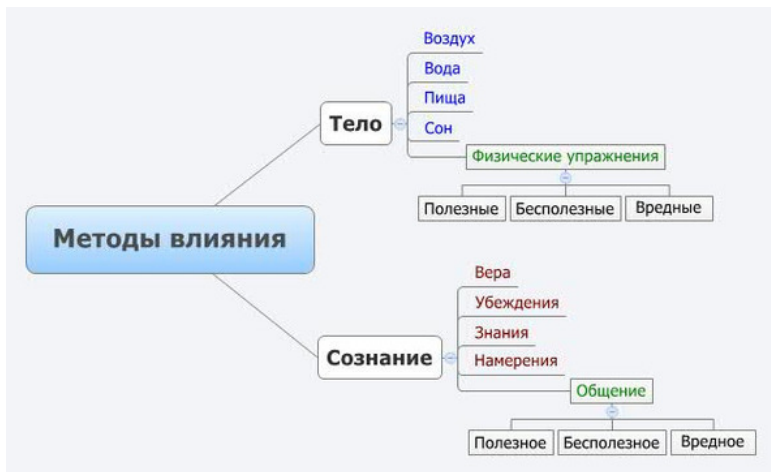 Методы влияния
Тело
Воздух
Вода
Пища
Сон
Физические упражнения
Полезные
Бесполезные
Вредные
Сознание
Вера
Убеждения
Знания
Намерения
Общение
Полезное
Бесполезное
Вредное